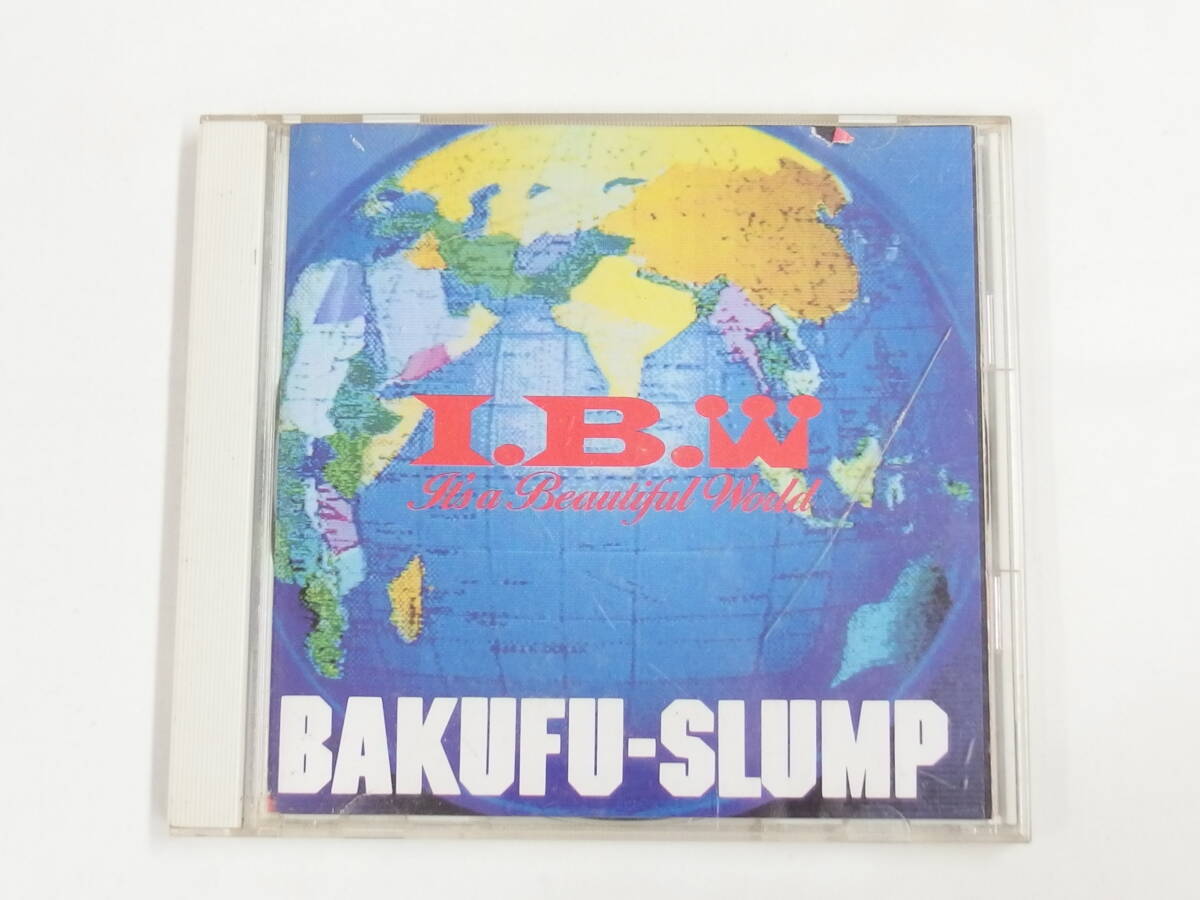 I.B.W
It's a Beautiful World
BAKUFU-SLUMP